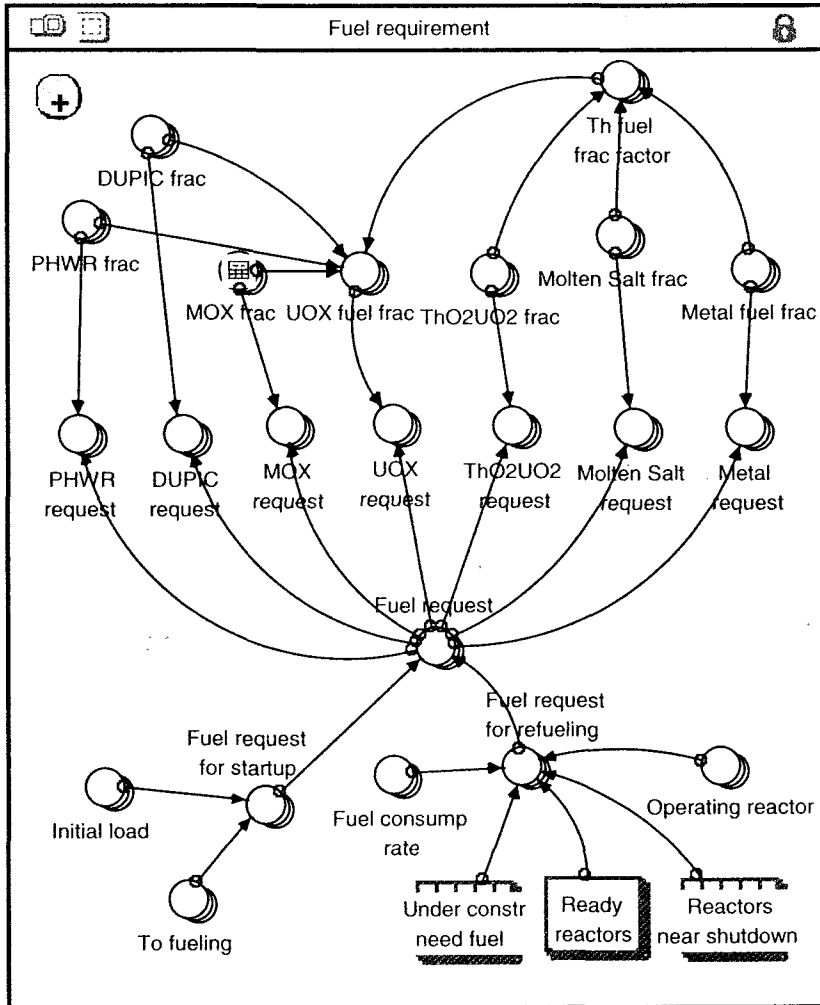 Fuel requirement
Th fuel
frac factor
DUPIC frac
PHWR frac
MOX frac
UOX fuel frac
ThO2UO2 frac
Molten Salt frac
Metal fuel frac
PHWR
request
DUPIC
request
MOX
request
UOX
request
ThO2UO2
request
Molten Salt
request
Metal
request
Fuel request
Fuel request
for startup
Fuel request
for refueling
Initial load
Fuel consump
rate
Operating reactor
To fueling
Under constr
need fuel
Ready
reactors
Reactors
near shutdown